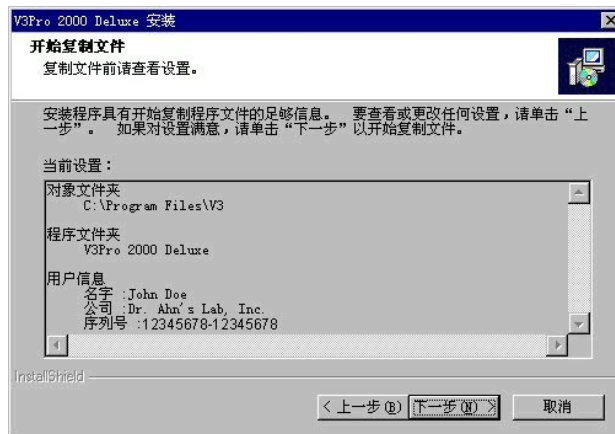 V3Pro 2000 Deluxe 安装
开始复制文件
复制文件前请查看设置。
安装程序具有开始复制程序文件的足够信息。 要查看或更改任何设置，请单击“上
一步”。 如果对设置满意，请单击“下一步”以开始复制文件。
当前设置：
对象文件夹
C:\Program Files\V3
程序文件夹
V3Pro 2000 Deluxe
用户信息
名字 :John Doe
公司 :Dr. Ahn's Lab, Inc.
序列号 :12345678-12345678
InstallShield
< 上一步(B) 下一步(N) > 取消